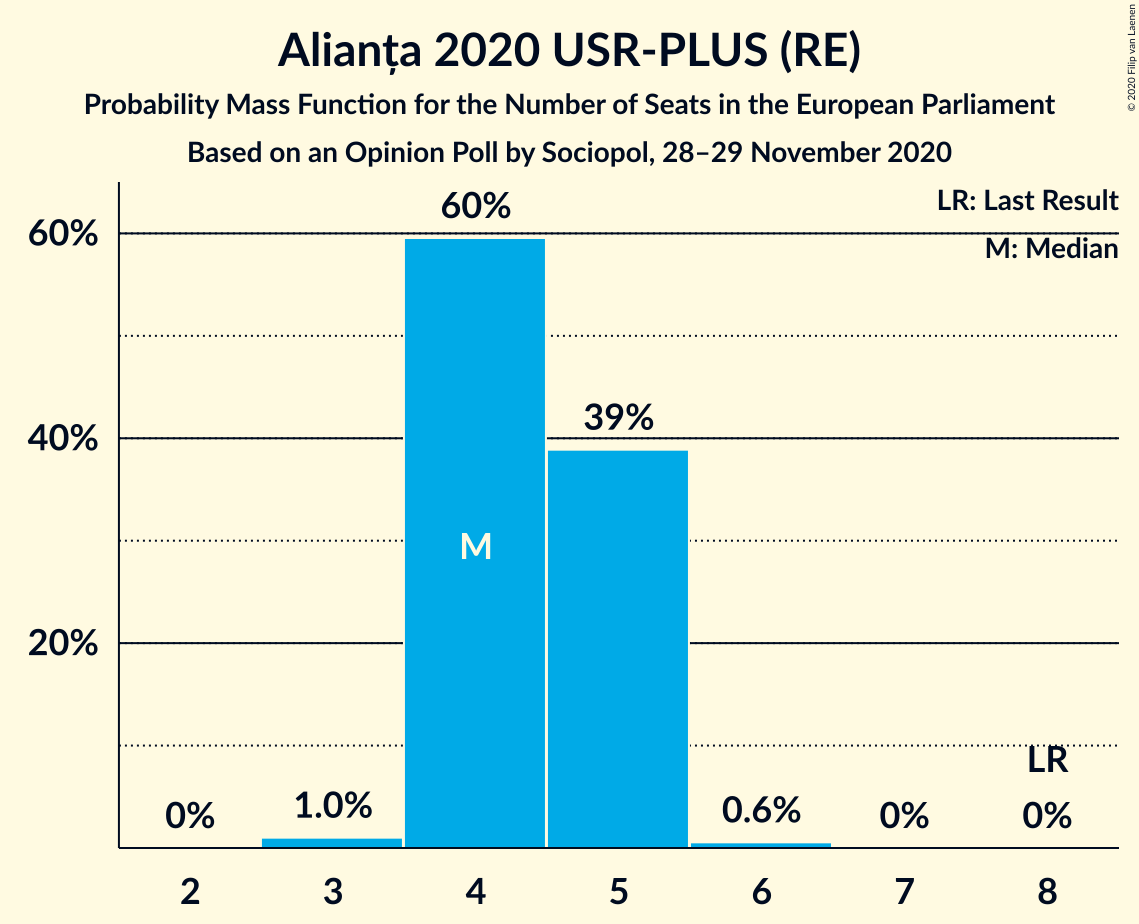 Alianța 2020 USR-PLUS (RE)
Probability Mass Function for the Number of Seats in the European Parliament
Based on an Opinion Poll by Sociopol, 28–29 November 2020
© 2020 Filip van Laenen
LR: Last Result
M: Median
60%
40%
20%
0%
1.0%
60%
M
39%
0.6%
0%
LR
0%
2 3 4 5 6 7 8